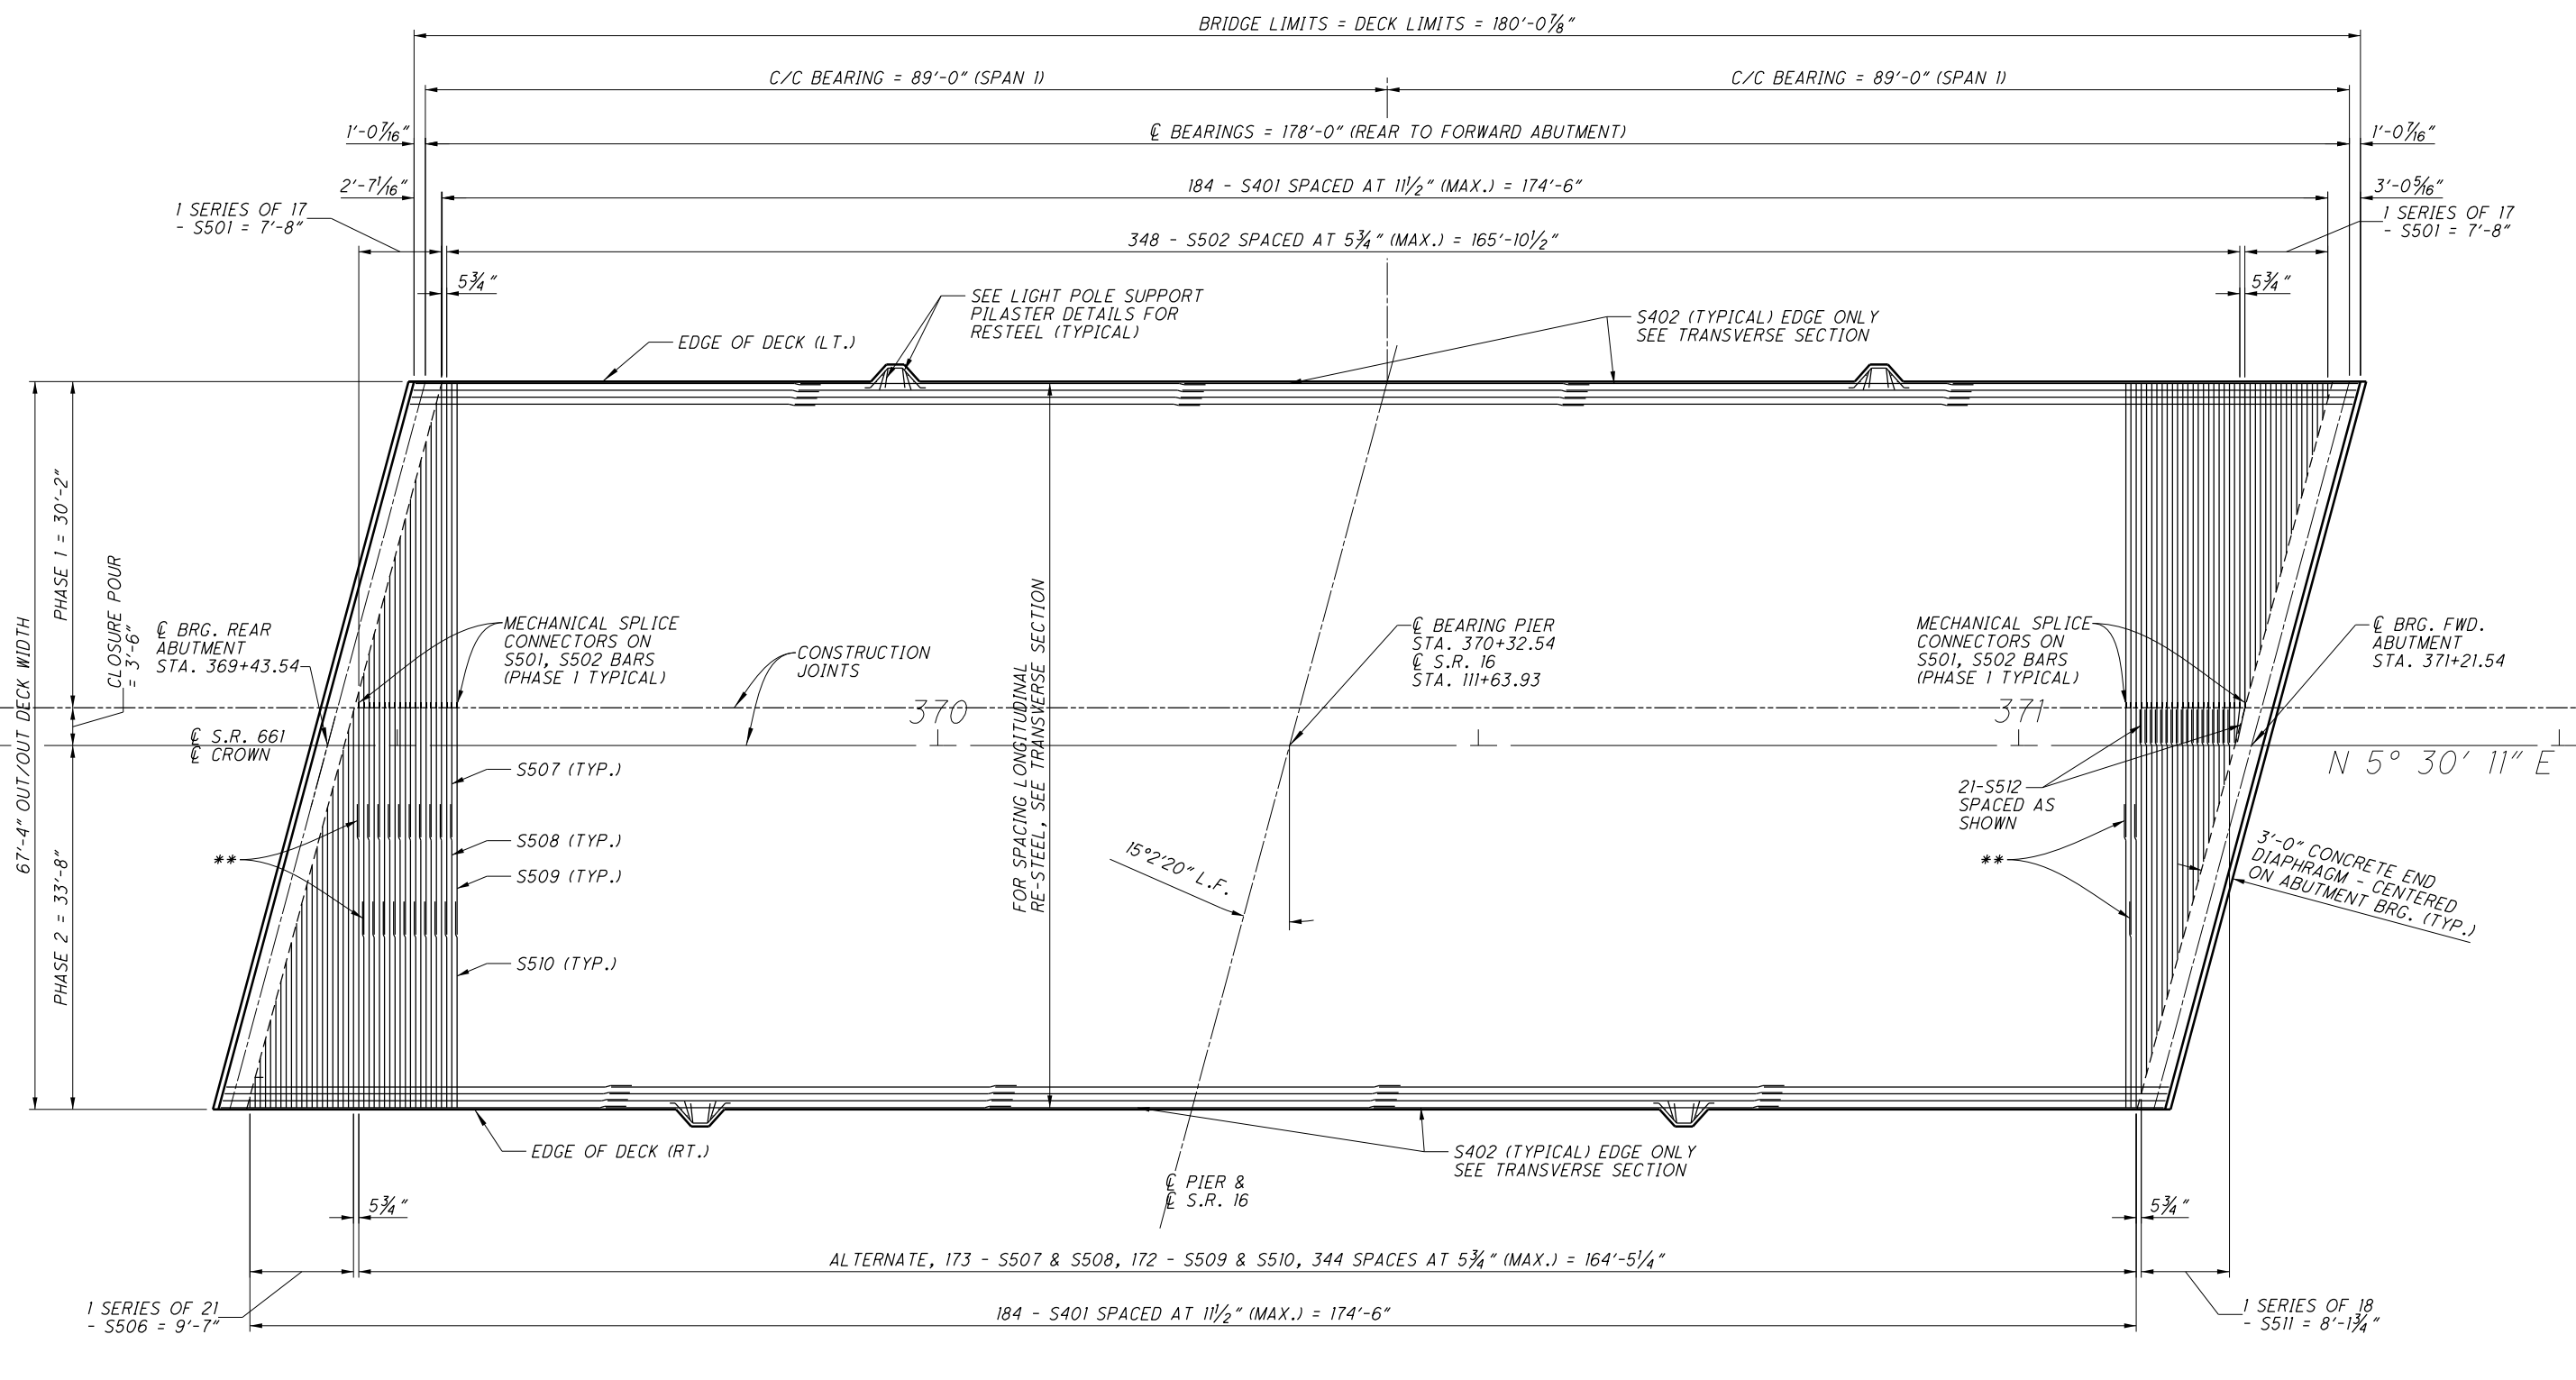 BRIDGE LIMITS = DECK LIMITS = 180'-0⅞"
C/C BEARING = 89'-0" (SPAN 1)
C/C BEARING = 89'-0" (SPAN 1)
1'-0 7/16"
℄ BEARINGS = 178'-0" (REAR TO FORWARD ABUTMENT)
1'-0 7/16"
2'-7 1/16"
184 - S401 SPACED AT 11½" (MAX.) = 174'-6"
3'-0 5/16"
1 SERIES OF 17
- S501 = 7'-8"
1 SERIES OF 17
- S501 = 7'-8"
348 - S502 SPACED AT 5¾" (MAX.) = 165'-10½"
5¾"
5¾"
SEE LIGHT POLE SUPPORT
PILASTER DETAILS FOR
RESTEEL (TYPICAL)
S402 (TYPICAL) EDGE ONLY
SEE TRANSVERSE SECTION
EDGE OF DECK (LT.)
67'-4" OUT/OUT DECK WIDTH
PHASE 1 = 30'-2"
CLOSURE POUR
= 3'-6"
PHASE 2 = 33'-8"
℄ BRG. REAR
ABUTMENT
STA. 369+43.54
MECHANICAL SPLICE
CONNECTORS ON
S501, S502 BARS
(PHASE 1 TYPICAL)
CONSTRUCTION
JOINTS
FOR SPACING LONGITUDINAL
RE-STEEL, SEE TRANSVERSE SECTION
℄ BEARING PIER
STA. 370+32.54
℄ S.R. 16
STA. 111+63.93
MECHANICAL SPLICE
CONNECTORS ON
S501, S502 BARS
(PHASE 1 TYPICAL)
℄ BRG. FWD.
ABUTMENT
STA. 371+21.54
370
371
℄ S.R. 661
℄ CROWN
N 5° 30' 11" E
S507 (TYP.)
21-S512
SPACED AS
SHOWN
S508 (TYP.)
**
S509 (TYP.)
15°2'20" L.F.
**
3'-0" CONCRETE END
DIAPHRAGM - CENTERED
ON ABUTMENT BRG. (TYP.)
S510 (TYP.)
EDGE OF DECK (RT.)
S402 (TYPICAL) EDGE ONLY
SEE TRANSVERSE SECTION
℄ PIER &
℄ S.R. 16
5¾"
5¾"
ALTERNATE, 173 - S507 & S508, 172 - S509 & S510, 344 SPACES AT 5¾" (MAX.) = 164'-5¼"
1 SERIES OF 21
- S506 = 9'-7"
184 - S401 SPACED AT 11½" (MAX.) = 174'-6"
1 SERIES OF 18
- S511 = 8'-1¾"